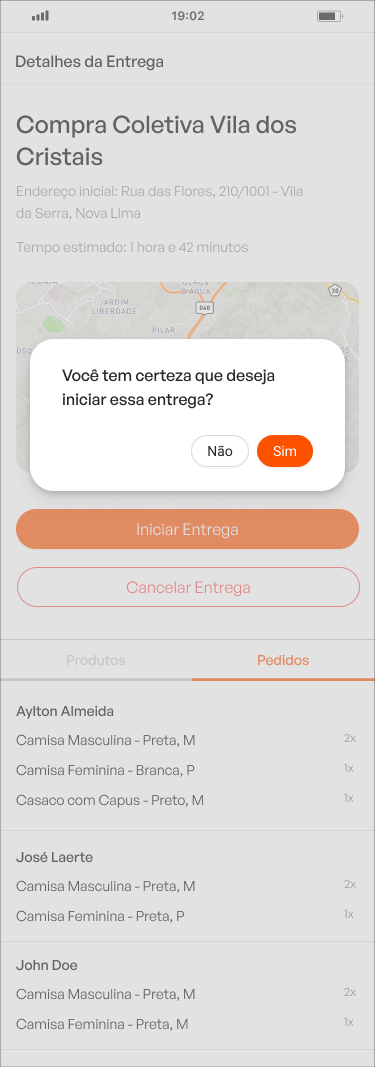 19:02
Detalhes da Entrega
Compra Coletiva Vila dos
Cristais
Endereço inicial: Rua das Flores, 210/1001 - Vila
da Serra, Nova Lima
Tempo estimado: 1 hora e 42 minutos
D'ÁGUA
30
JARDIM
LIBERDADE
040
PILAR
Você tem certeza que deseja
iniciar essa entrega?
Não
Sim
Iniciar Entrega
Cancelar Entrega
Produtos
Pedidos
Aylton Almeida
Camisa Masculina - Preta, M
2x
Camisa Feminina - Branca, P
1x
Casaco com Capus - Preto, M
1x
José Laerte
Camisa Masculina - Preta, M
2x
Camisa Feminina - Preta, P
1x
John Doe
Camisa Masculina - Preta, M
2x
Camisa Feminina - Preta, M
1x